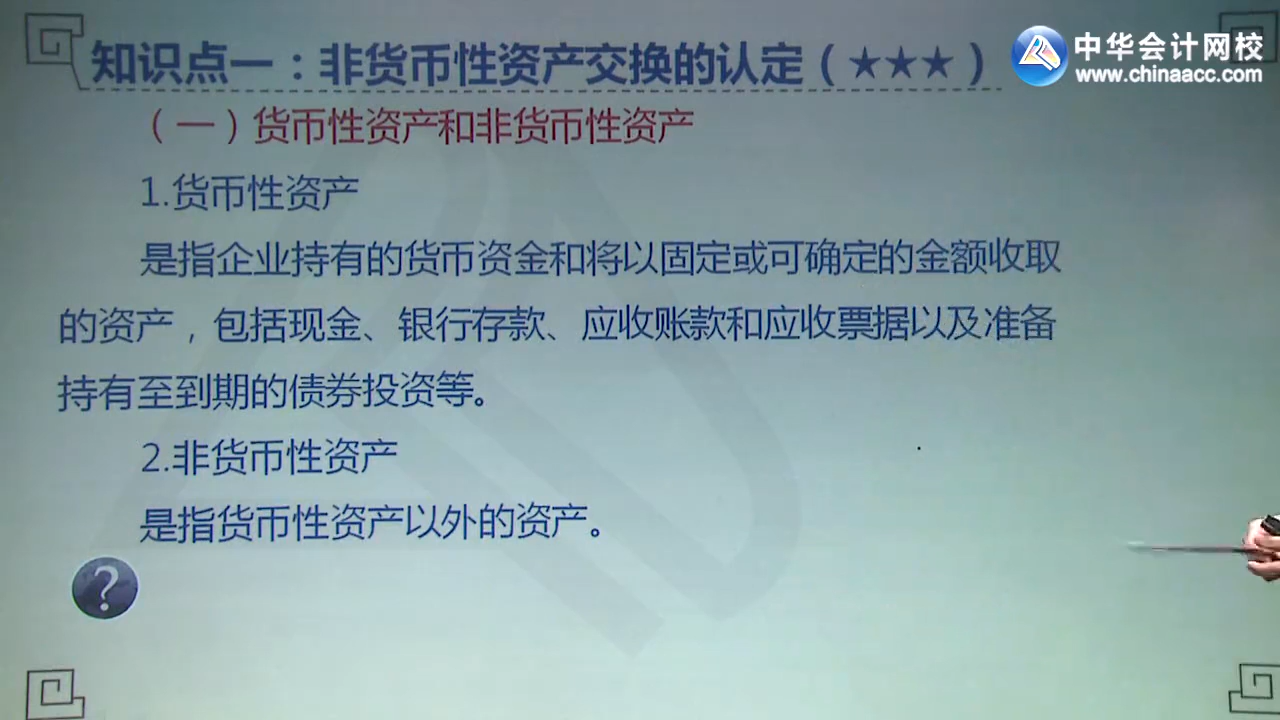 知识点一：非货币性资产交换的认定（★★★）
中华会计网校
www.chinaacc.com
（一）货币性资产和非货币性资产
1.货币性资产
是指企业持有的货币资金和将以固定或可确定的金额收取
的资产，包括现金、银行存款、应收账款和应收票据以及准备
持有至到期的债券投资等。
2.非货币性资产
是指货币性资产以外的资产。
?